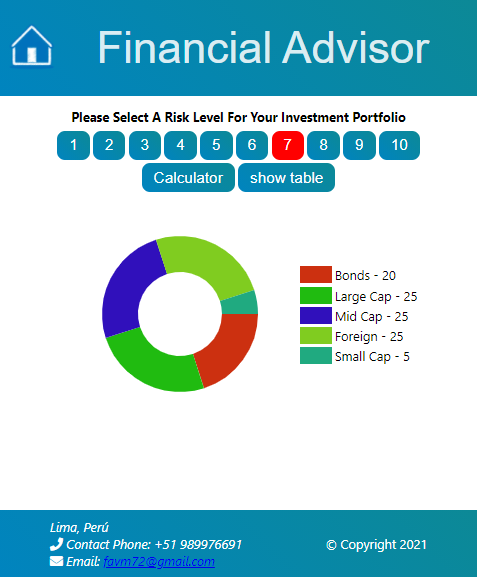 Financial Advisor
Please Select A Risk Level For Your Investment Portfolio
1 2 3 4 5 6 7 8 9 10
Calculator show table
Bonds - 20
Large Cap - 25
Mid Cap - 25
Foreign - 25
Small Cap - 5
Lima, Perú
Contact Phone: +51 989976691
Email: favm72@gmail.com
© Copyright 2021